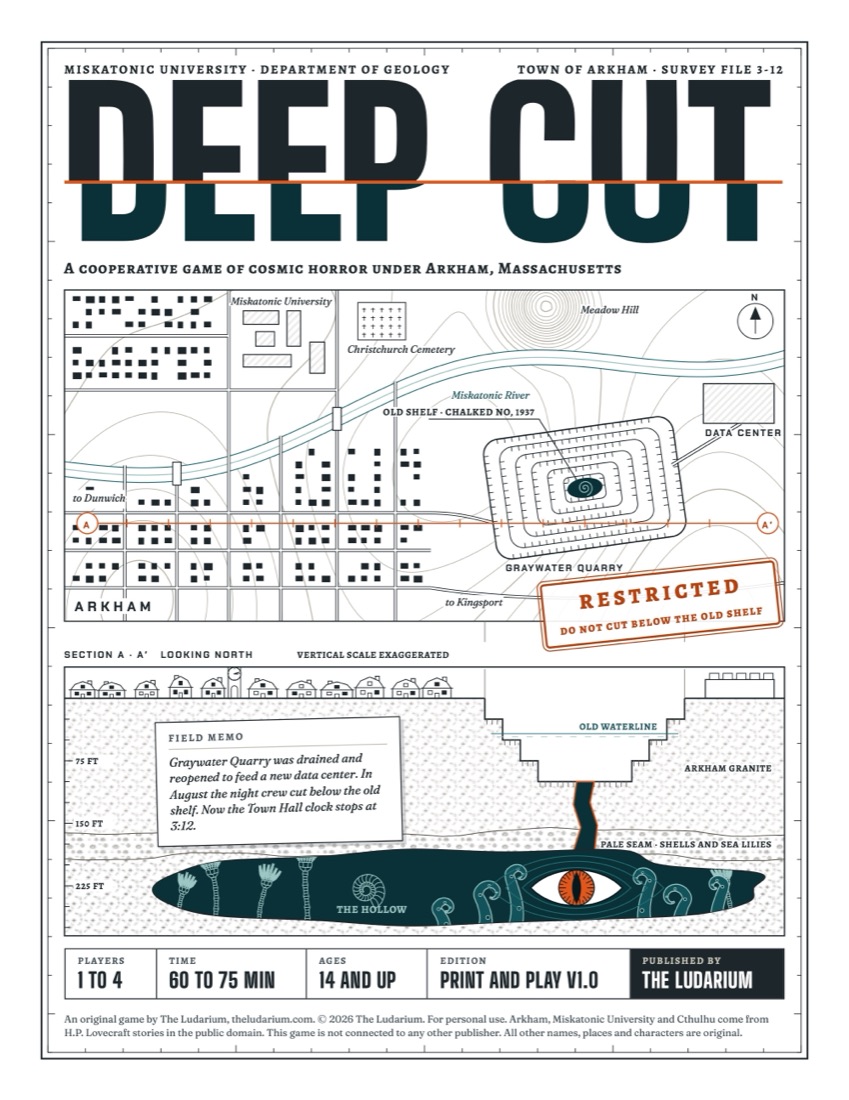 MISKATONIC UNIVERSITY · DEPARTMENT OF GEOLOGY
TOWN OF ARKHAM · SURVEY FILE 3-12
DEEP CUT
A COOPERATIVE GAME OF COSMIC HORROR UNDER ARKHAM, MASSACHUSETTS
Miskatonic University
Christchurch Cemetery
Meadow Hill
N
Miskatonic River
OLD SHELF · CHALKED NO, 1937
DATA CENTER
to Dunwich
A
A'
GRAYWATER QUARRY
ARKHAM
to Kingsport
RESTRICTED
DO NOT CUT BELOW THE OLD SHELF
SECTION A · A' LOOKING NORTH
VERTICAL SCALE EXAGGERATED
FIELD MEMO
Graywater Quarry was drained and
reopened to feed a new data center. In
August the night crew cut below the old
shelf. Now the Town Hall clock stops at
3:12.
OLD WATERLINE
75 FT
ARKHAM GRANITE
150 FT
PALE SEAM · SHELLS AND SEA LILIES
225 FT
THE HOLLOW
PLAYERS
1 TO 4
TIME
60 TO 75 MIN
AGES
14 AND UP
EDITION
PRINT AND PLAY V1.0
PUBLISHED BY
THE LUDARIUM
An original game by The Ludarium, theludarium.com. © 2026 The Ludarium. For personal use. Arkham, Miskatonic University and Cthulhu come from
H.P. Lovecraft stories in the public domain. This game is not connected to any other publisher. All other names, places and characters are original.